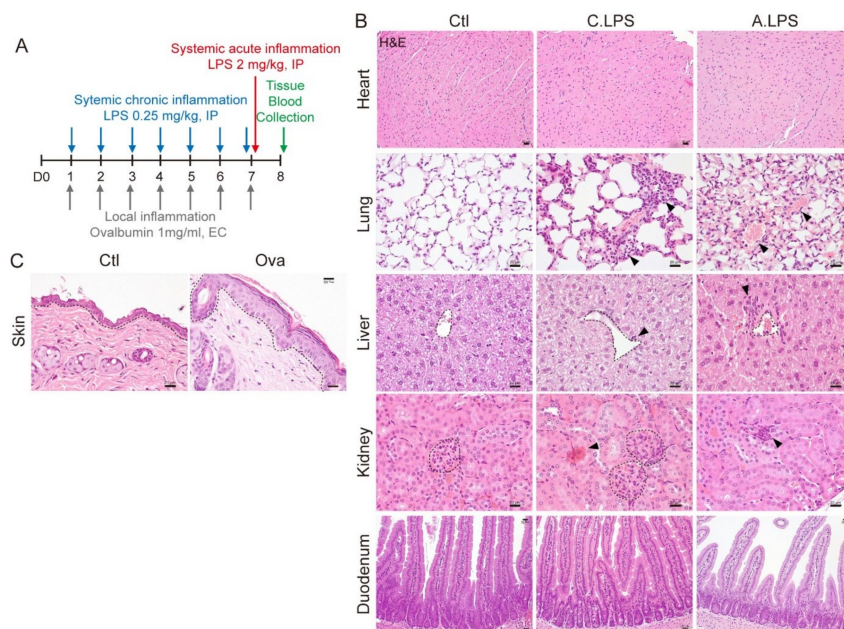 A
Systemic acute inflammation
LPS 2 mg/kg, IP
Sytemic chronic inflammation
LPS 0.25 mg/kg, IP
Tissue
Blood
Collection
D0 1 2 3 4 5 6 7 8
Local inflammation
Ovalbumin 1mg/ml, EC
C
Ctl Ova
Skin
B
Ctl C.LPS A.LPS
H&E
Heart
Lung
Liver
Kidney
Duodenum